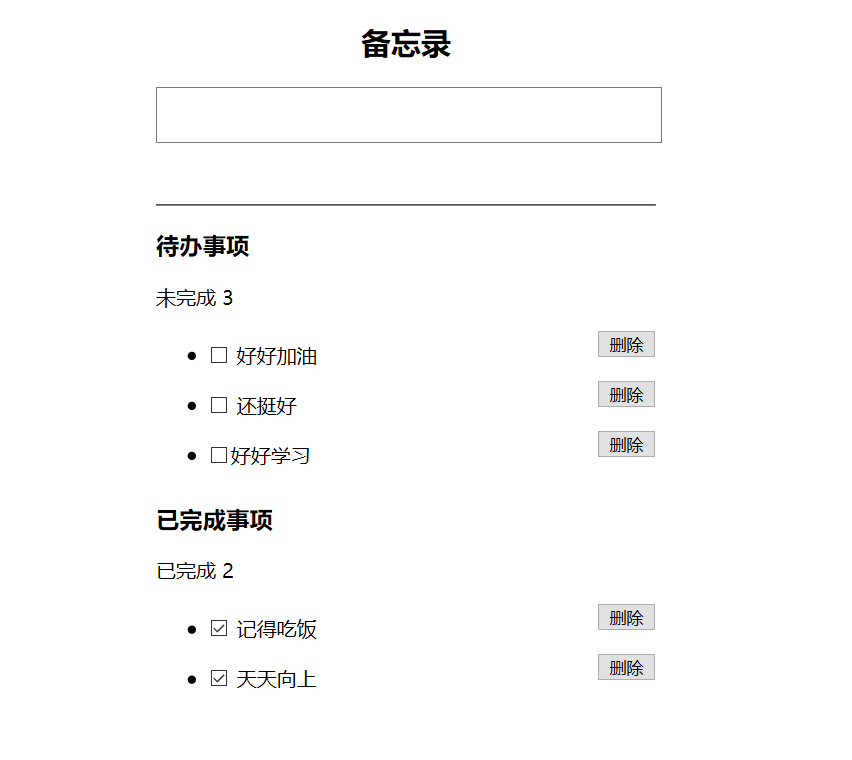 备忘录
待办事项
未完成 3
好好加油 删除
还挺好 删除
好好学习 删除
已完成事项
已完成 2
记得吃饭 删除
天天向上 删除